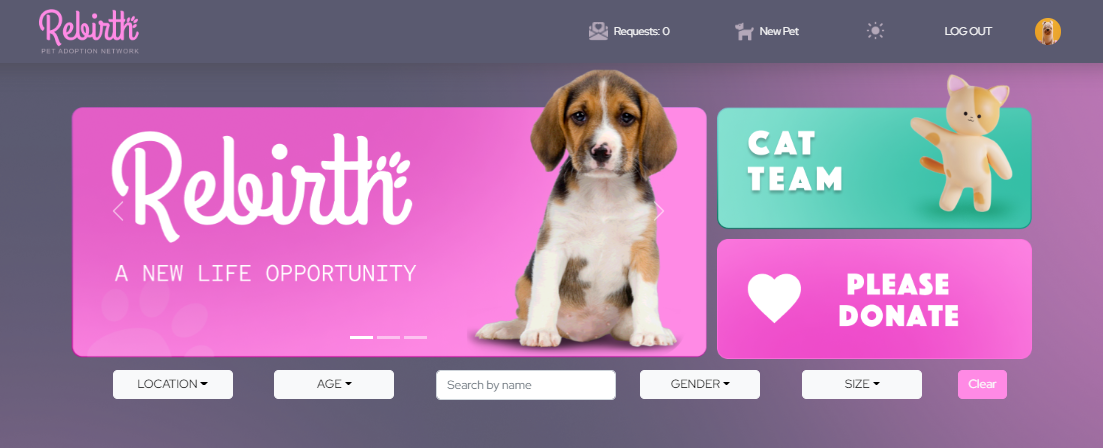 Rebirth
PET ADOPTION NETWORK
Requests: 0
New Pet
LOG OUT
Rebirth
A NEW LIFE OPPORTUNITY
CAT
TEAM
PLEASE
DONATE
LOCATION
AGE
Search by name
GENDER
SIZE
Clear